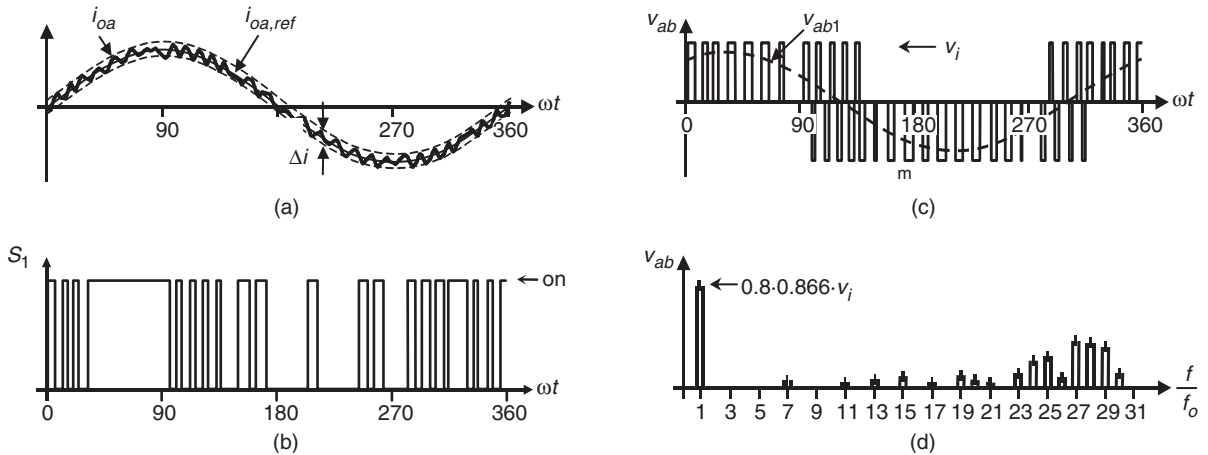 i_oa
i_oa,ref
ωt
90
270
360
Δi
(a)
S_1
on
ωt
0
90
180
270
360
(b)
v_ab
v_ab1
v_i
ωt
0
90
180
270
360
m
(c)
v_ab
0.8·0.866·v_i
f
f_o
1 3 5 7 9 11 13 15 17 19 21 23 25 27 29 31
(d)